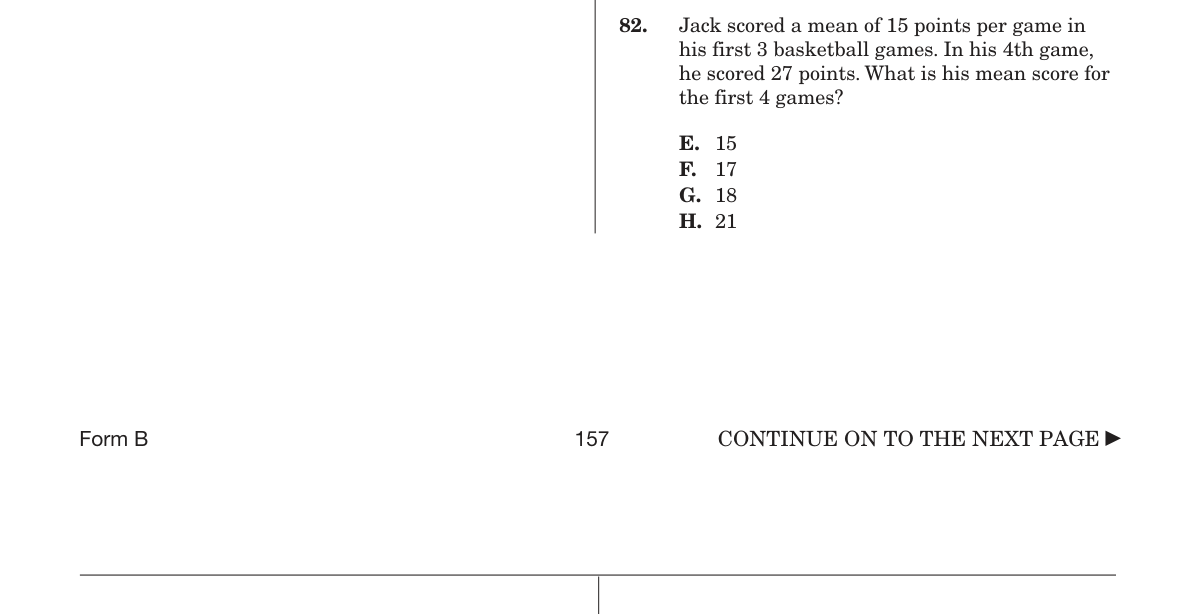 82. Jack scored a mean of 15 points per game in
his first 3 basketball games. In his 4th game,
he scored 27 points. What is his mean score for
the first 4 games?
E. 15
F. 17
G. 18
H. 21
Form B 157 CONTINUE ON TO THE NEXT PAGE ►